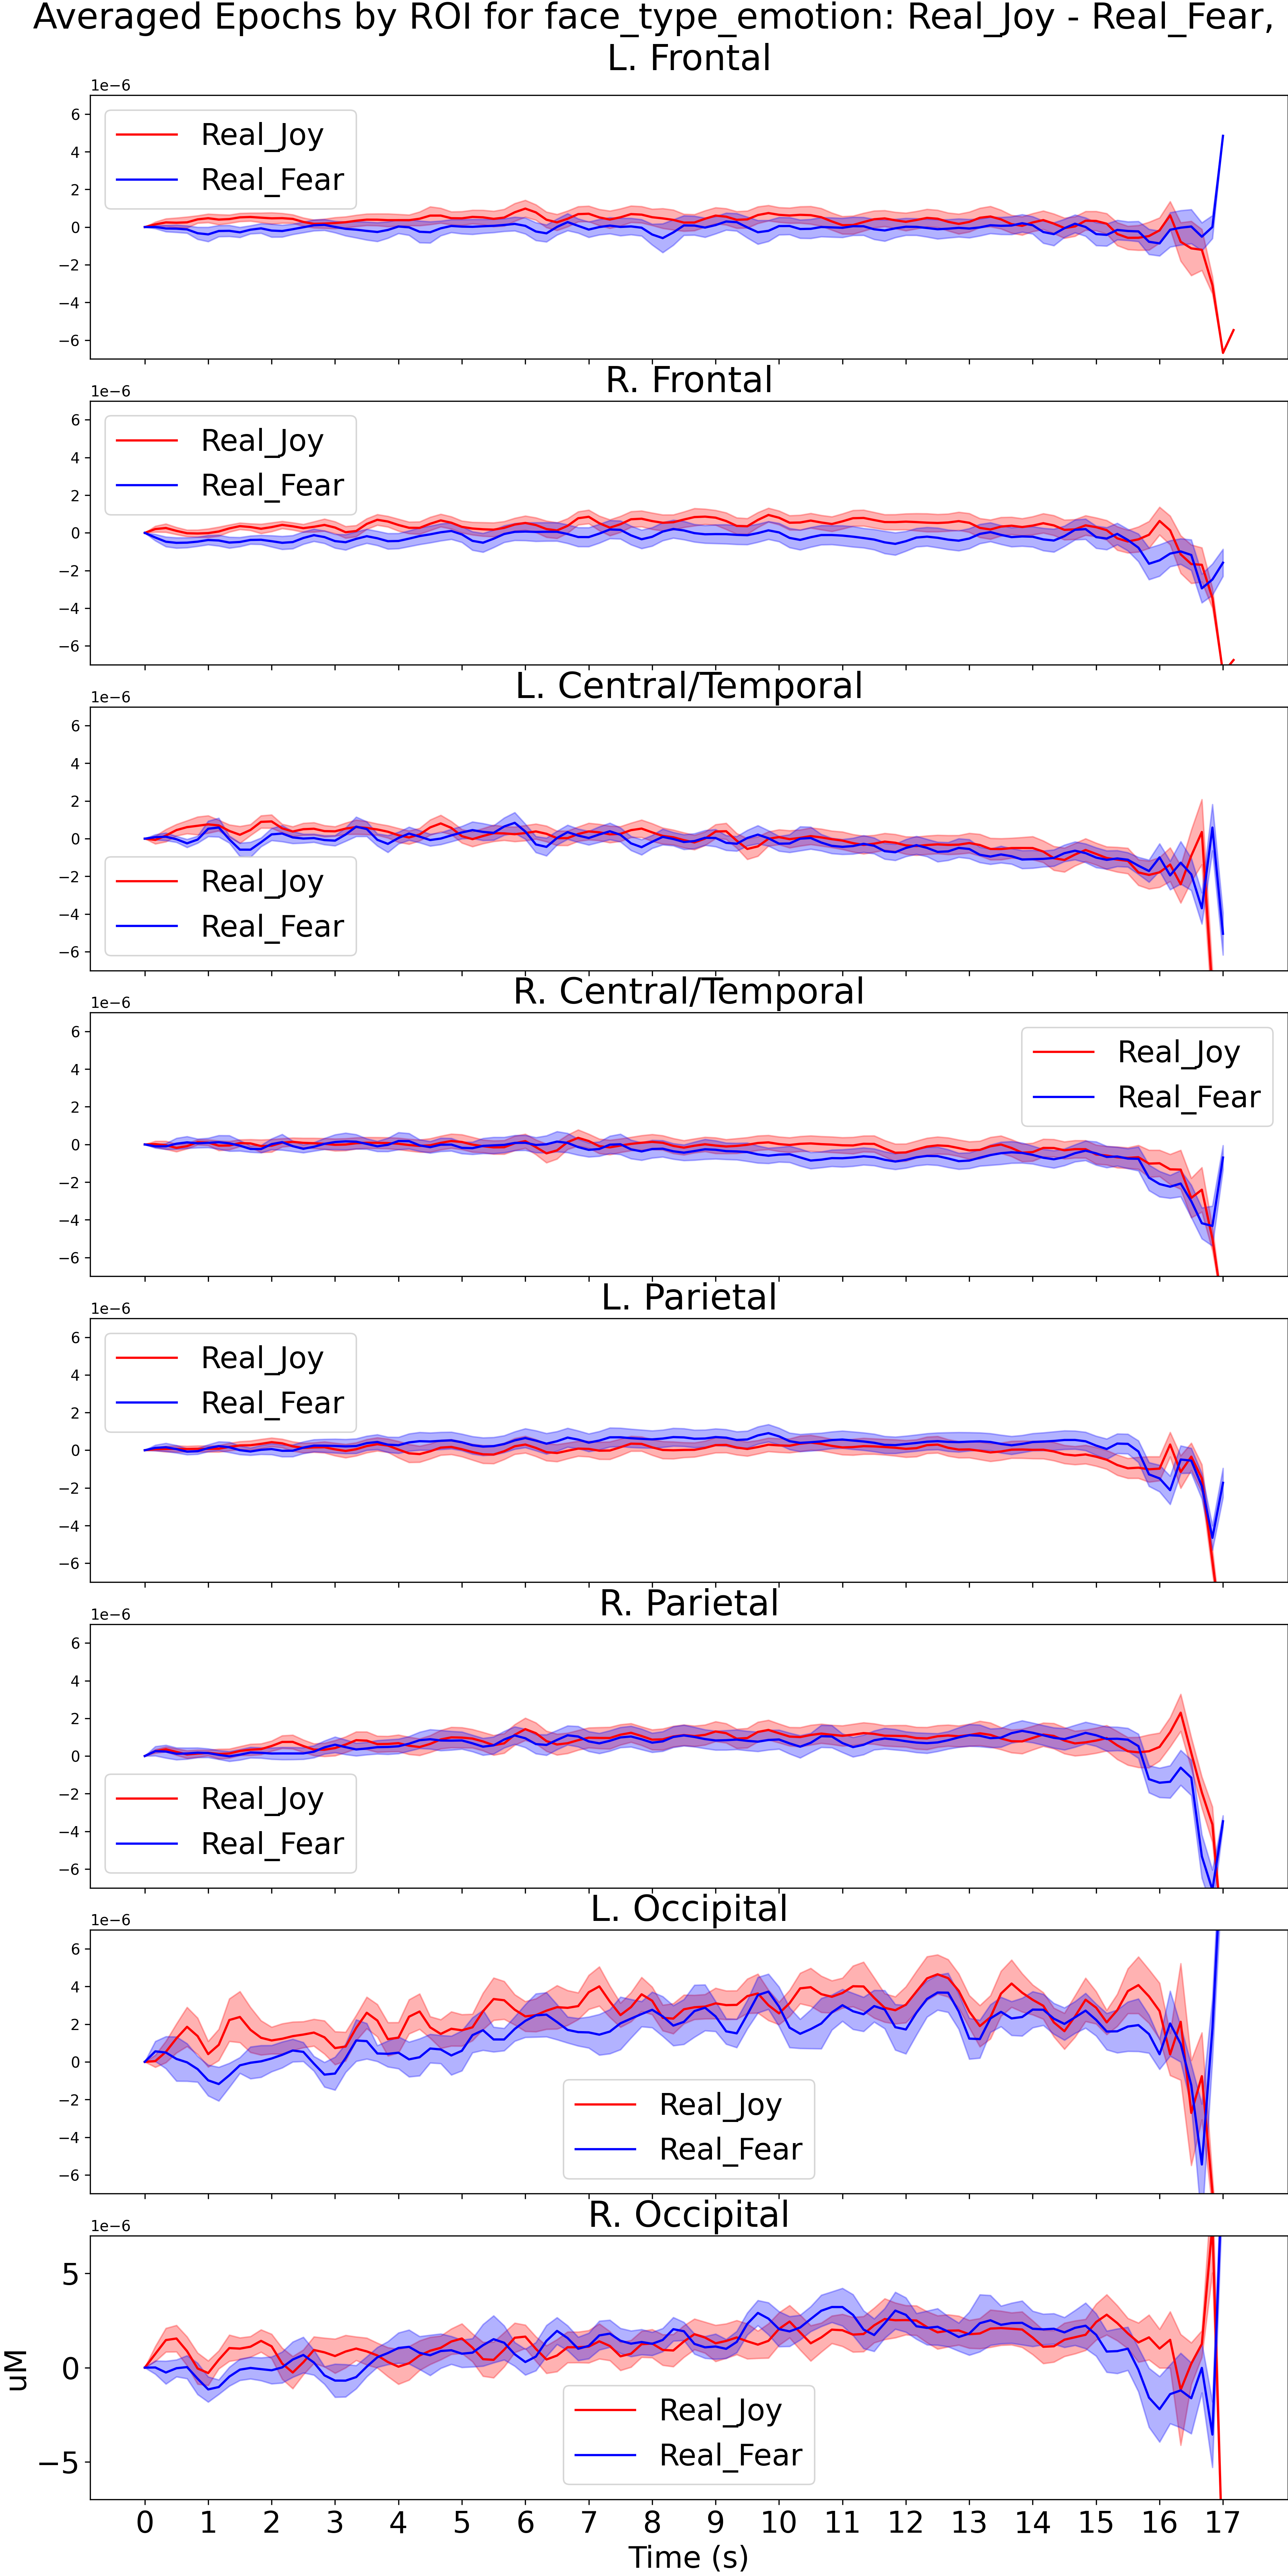 Averaged Epochs by ROI for face_type_emotion: Real_Joy - Real_Fear,
L. Frontal
1e−6
6
4
2
0
−2
−4
−6
Real_Joy
Real_Fear
R. Frontal
1e−6
6
4
2
0
−2
−4
−6
Real_Joy
Real_Fear
L. Central/Temporal
1e−6
6
4
2
0
−2
−4
−6
Real_Joy
Real_Fear
R. Central/Temporal
1e−6
6
4
2
0
−2
−4
−6
Real_Joy
Real_Fear
L. Parietal
1e−6
6
4
2
0
−2
−4
−6
Real_Joy
Real_Fear
R. Parietal
1e−6
6
4
2
0
−2
−4
−6
Real_Joy
Real_Fear
L. Occipital
1e−6
6
4
2
0
−2
−4
−6
Real_Joy
Real_Fear
R. Occipital
1e−6
5
0
−5
uM
Real_Joy
Real_Fear
0 1 2 3 4 5 6 7 8 9 10 11 12 13 14 15 16 17
Time (s)